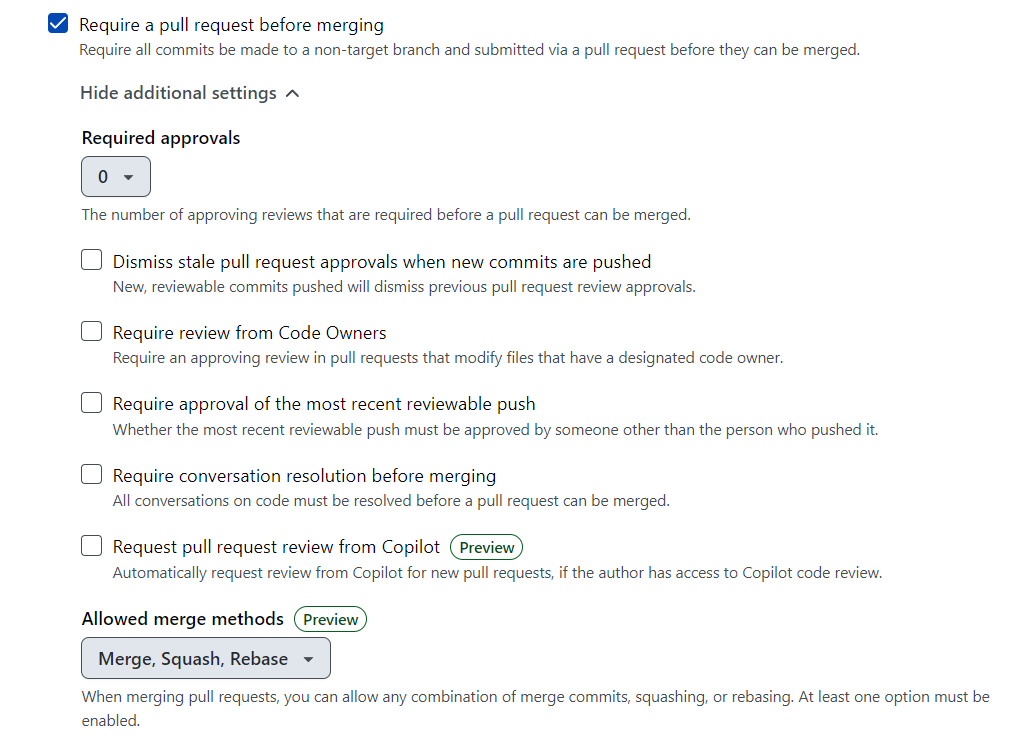 Require a pull request before merging
Require all commits be made to a non-target branch and submitted via a pull request before they can be merged.
Hide additional settings
Required approvals
0
The number of approving reviews that are required before a pull request can be merged.
Dismiss stale pull request approvals when new commits are pushed
New, reviewable commits pushed will dismiss previous pull request review approvals.
Require review from Code Owners
Require an approving review in pull requests that modify files that have a designated code owner.
Require approval of the most recent reviewable push
Whether the most recent reviewable push must be approved by someone other than the person who pushed it.
Require conversation resolution before merging
All conversations on code must be resolved before a pull request can be merged.
Request pull request review from Copilot Preview
Automatically request review from Copilot for new pull requests, if the author has access to Copilot code review.
Allowed merge methods Preview
Merge, Squash, Rebase
When merging pull requests, you can allow any combination of merge commits, squashing, or rebasing. At least one option must be
enabled.